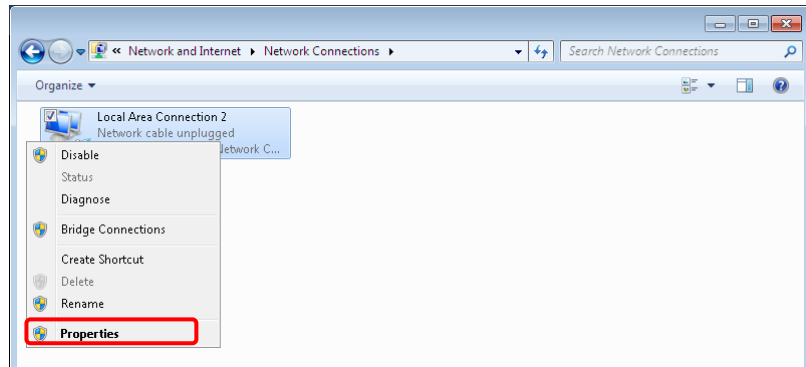 « Network and Internet Network Connections Search Network Connections
Organize
Local Area Connection 2
Network cable unplugged
Network C...
Disable
Status
Diagnose
Bridge Connections
Create Shortcut
Delete
Rename
Properties